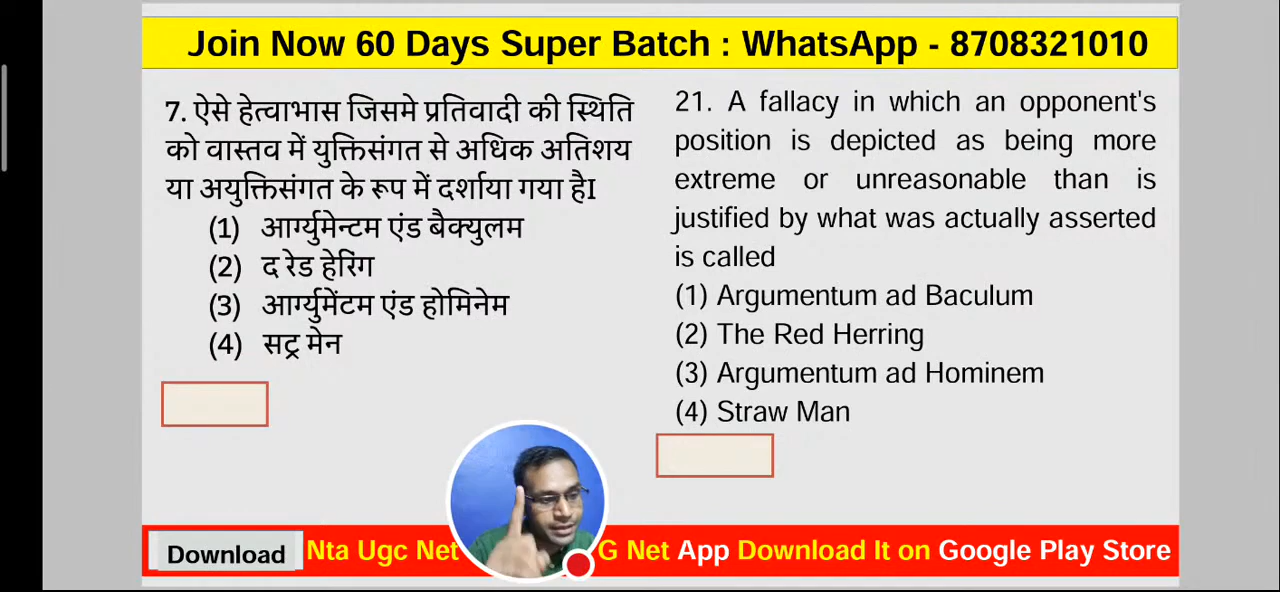 Join Now 60 Days Super Batch : WhatsApp - 8708321010
7. ऐसे हेत्वाभास जिसमे प्रतिवादी की स्थिति
को वास्तव में युक्तिसंगत से अधिक अतिशय
या अयुक्तिसंगत के रूप में दर्शाया गया हैI
(1) आर्ग्युमेन्टम एंड बैक्युलम
(2) द रेड हेरिंग
(3) आर्ग्युमेंटम एंड होमिनेम
(4) सट्र मेन
21. A fallacy in which an opponent's
position is depicted as being more
extreme or unreasonable than is
justified by what was actually asserted
is called
(1) Argumentum ad Baculum
(2) The Red Herring
(3) Argumentum ad Hominem
(4) Straw Man
Download Nta Ugc Net G Net App Download It on Google Play Store